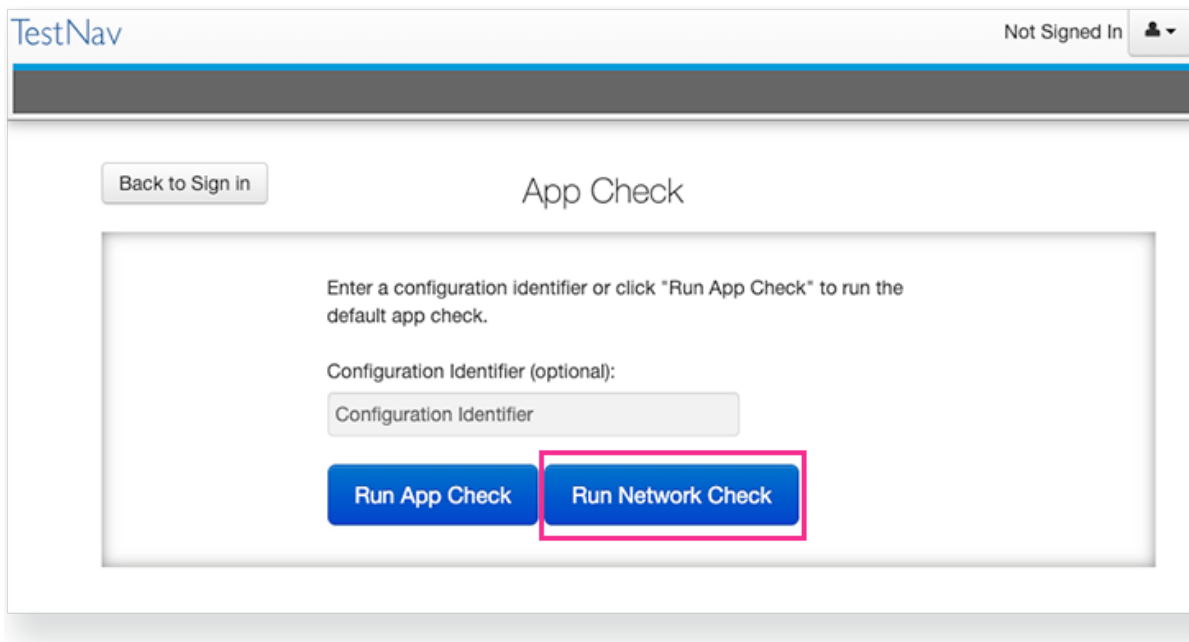 TestNav
Not Signed In
Back to Sign in
App Check
Enter a configuration identifier or click "Run App Check" to run the
default app check.
Configuration Identifier (optional):
Configuration Identifier
Run App Check
Run Network Check